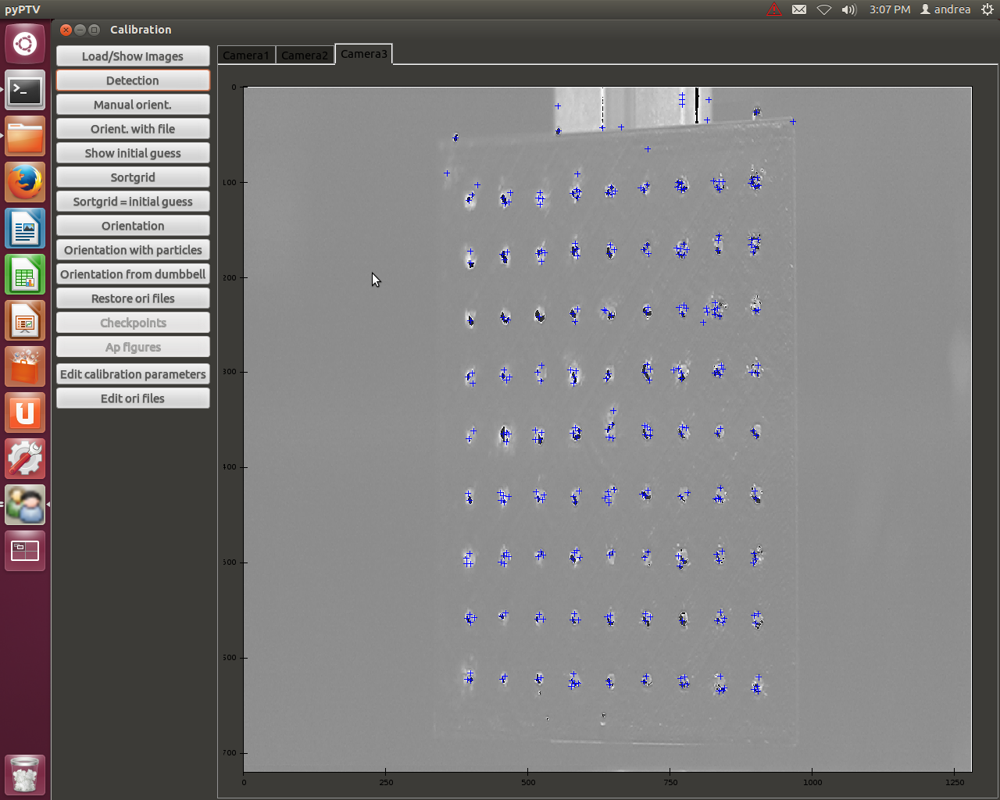 pyPTV
3:07 PM
andrea
Calibration
Load/Show Images
Detection
Manual orient.
Orient. with file
Show initial guess
Sortgrid
Sortgrid = initial guess
Orientation
Orientation with particles
Orientation from dumbbell
Restore ori files
Checkpoints
Ap figures
Edit calibration parameters
Edit ori files
Camera1
Camera2
Camera3
0
100
200
300
400
500
600
700
0
250
500
750
1000
1250